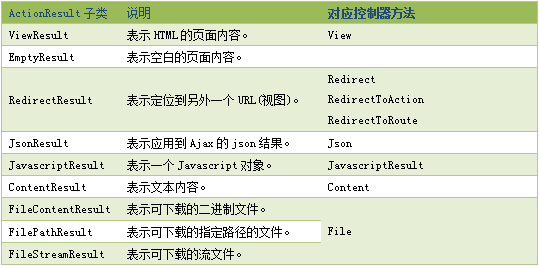 ActionResult 子类 说明 对应控制器方法
ViewResult 表示 HTML 的页面内容。 View
EmptyResult 表示空白的页面内容。
RedirectResult 表示定位到另外一个 URL(视图)。 Redirect
RedirectToAction
RedirectToRoute
JsonResult 表示应用到 Ajax 的 json 结果。 Json
JavascriptResult 表示一个 Javascript 对象。 JavascriptResult
ContentResult 表示文本内容。 Content
FileContentResult 表示可下载的二进制文件。
FilePathResult 表示可下载的指定路径的文件。 File
FileStreamResult 表示可下载的流文件。